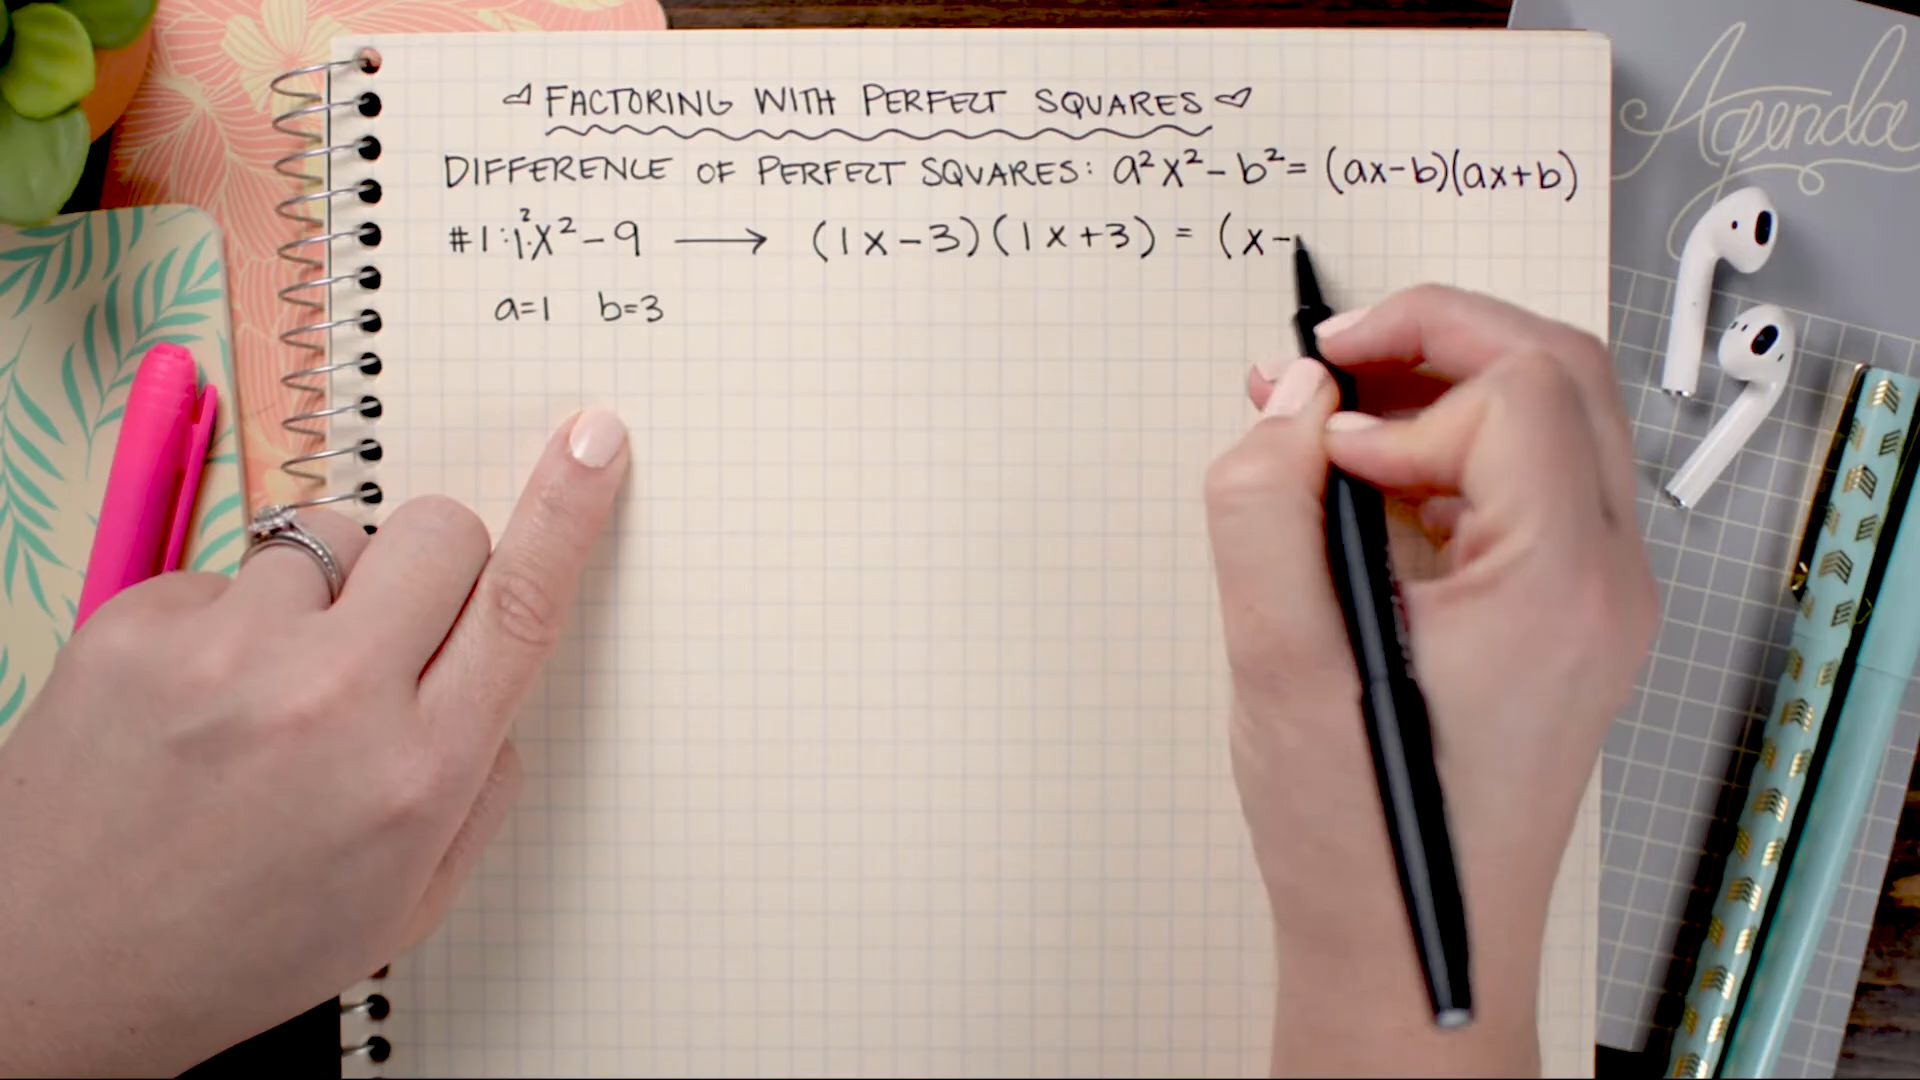 FACTORING WITH PERFECT SQUARES
DIFFERENCE OF PERFECT SQUARES: a²x² - b² = (ax-b)(ax+b)
#1: 1²·x² - 9 ⟶ (1x-3)(1x+3) = (x-
a=1 b=3
Agenda